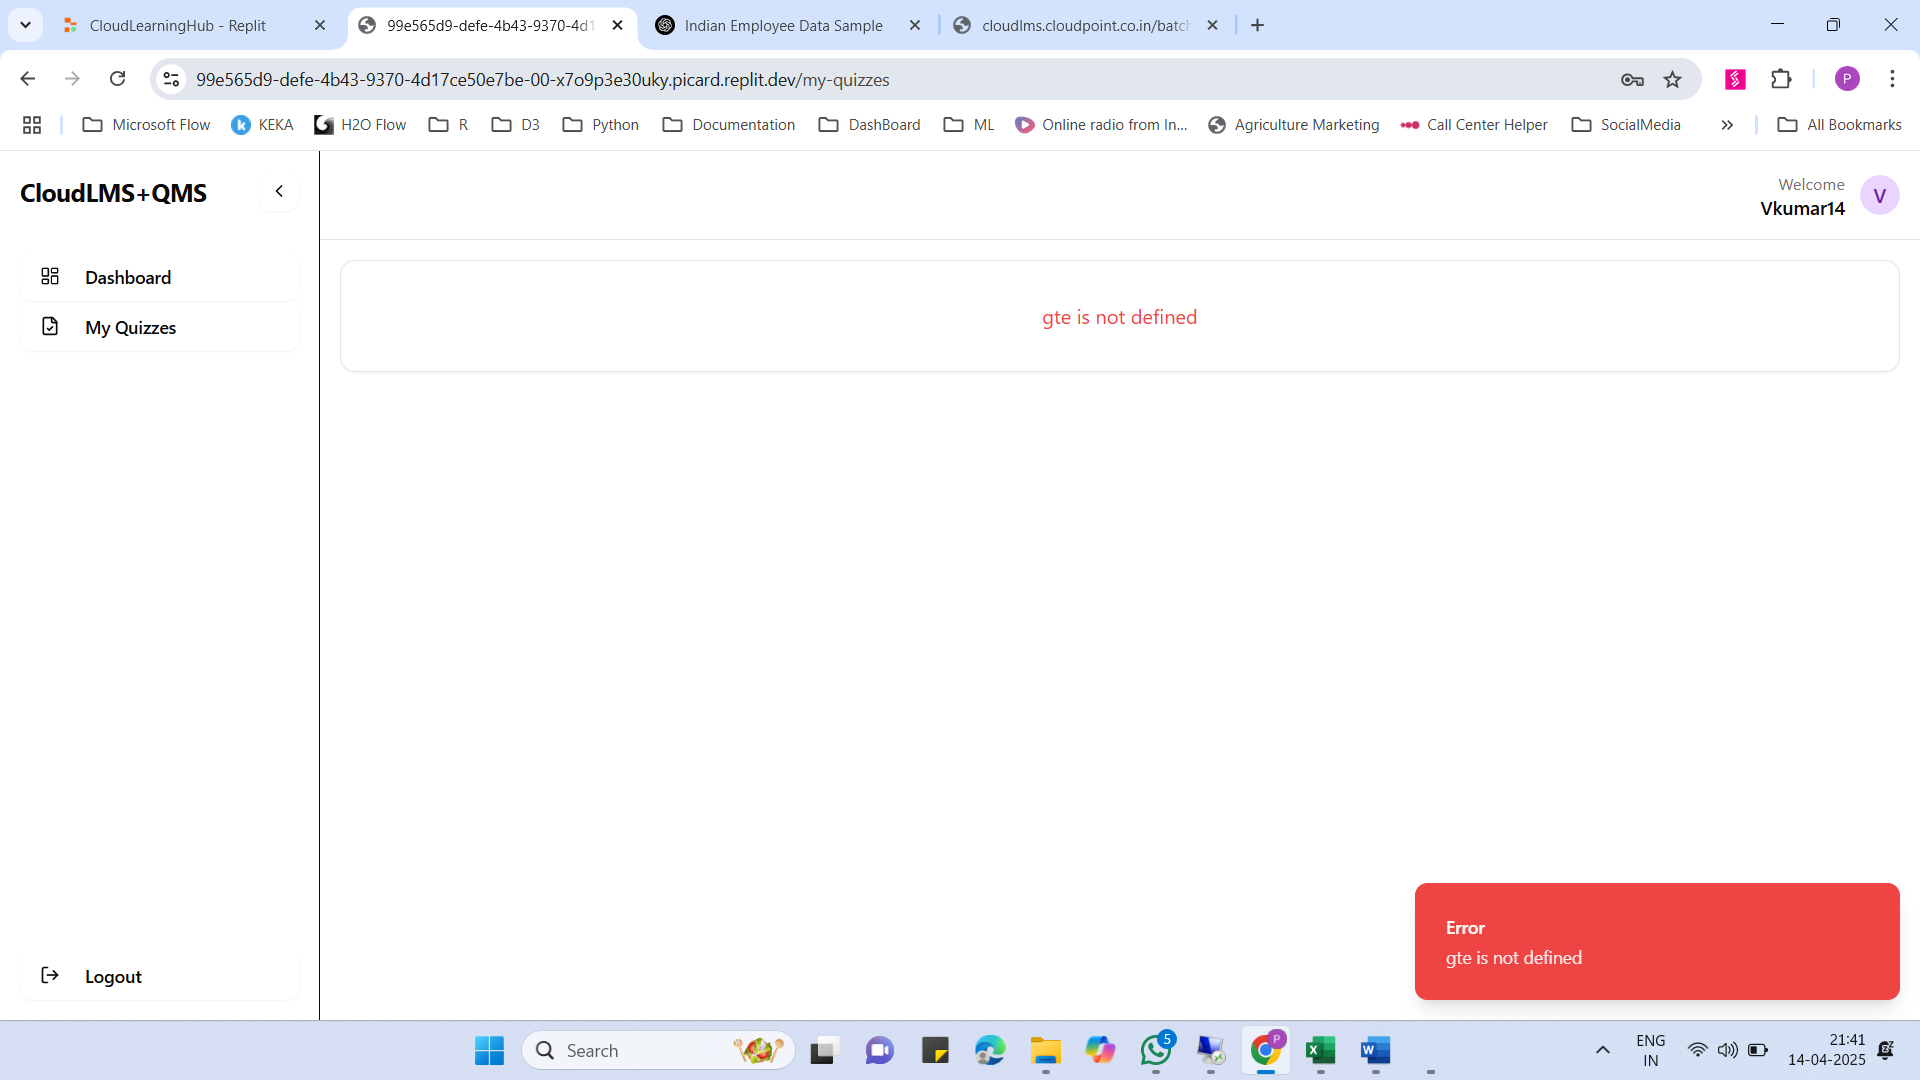 CloudLearningHub - Replit
99e565d9-defe-4b43-9370-4d1
Indian Employee Data Sample
cloudlms.cloudpoint.co.in/batch
99e565d9-defe-4b43-9370-4d17ce50e7be-00-x7o9p3e30uky.picard.replit.dev/my-quizzes
P
Microsoft Flow
KEKA
H2O Flow
R
D3
Python
Documentation
DashBoard
ML
Online radio from In...
Agriculture Marketing
Call Center Helper
SocialMedia
All Bookmarks
CloudLMS+QMS
Welcome
Vkumar14
V
Dashboard
My Quizzes
gte is not defined
Error
gte is not defined
Logout
Search
5
P
ENG
IN
21:41
14-04-2025